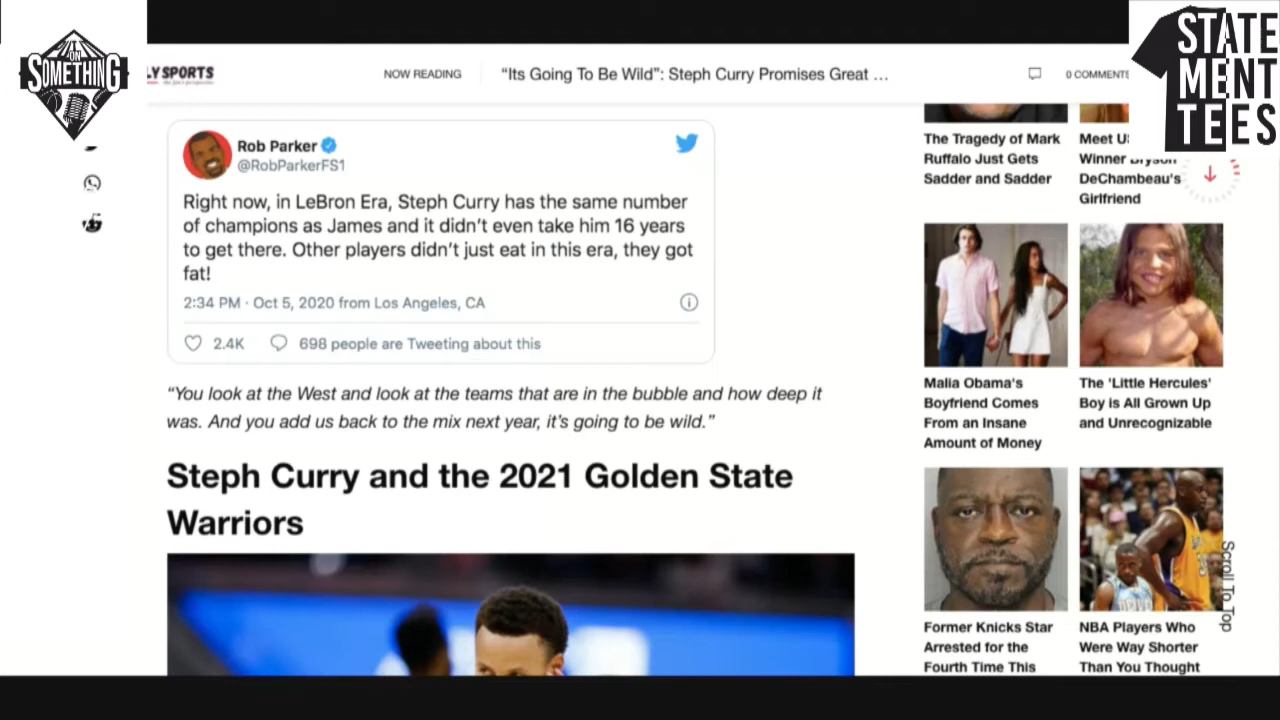 ON
SOMETHING
LY SPORTS
NOW READING
“Its Going To Be Wild”: Steph Curry Promises Great ...
0 COMMENTS
STATE
MENT
TEES
Rob Parker
@RobParkerFS1
Right now, in LeBron Era, Steph Curry has the same number
of champions as James and it didn’t even take him 16 years
to get there. Other players didn’t just eat in this era, they got
fat!
2:34 PM · Oct 5, 2020 from Los Angeles, CA
2.4K
698 people are Tweeting about this
“You look at the West and look at the teams that are in the bubble and how deep it
was. And you add us back to the mix next year, it’s going to be wild.”
Steph Curry and the 2021 Golden State
Warriors
The Tragedy of Mark
Ruffalo Just Gets
Sadder and Sadder
Meet U
Winner Bryson
DeChambeau's
Girlfriend
Malia Obama's
Boyfriend Comes
From an Insane
Amount of Money
The 'Little Hercules'
Boy is All Grown Up
and Unrecognizable
Former Knicks Star
Arrested for the
Fourth Time This
NBA Players Who
Were Way Shorter
Than You Thought
Scroll To Top